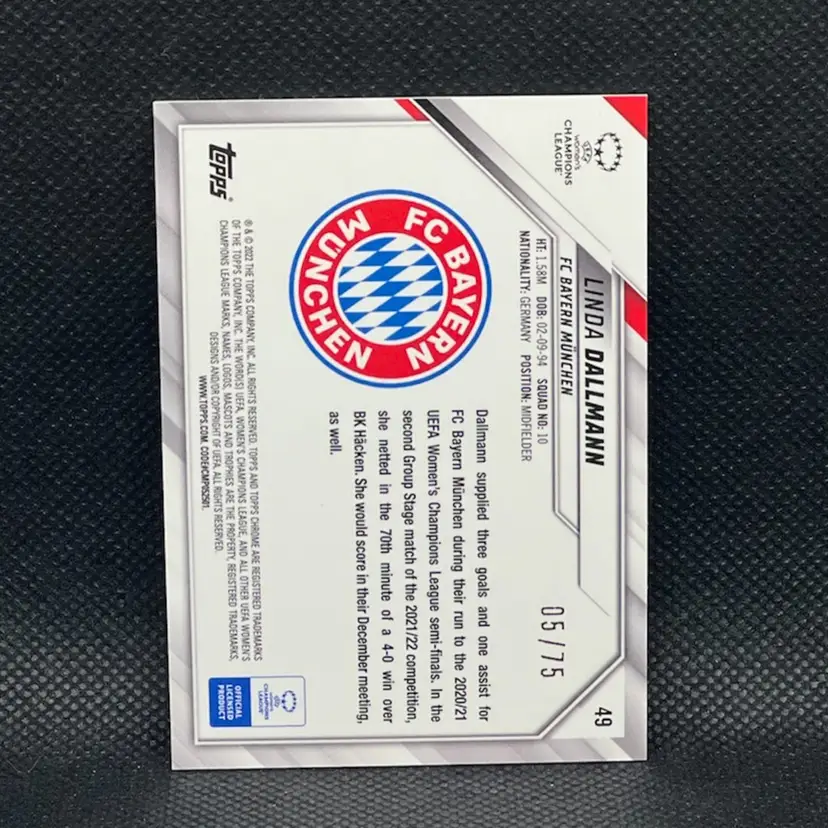 49
LINDA DALLMANN
FC BAYERN MÜNCHEN
HT: 1.58M DOB: 02-09-94 SQUAD NO: 10
NATIONALITY: GERMANY POSITION: MIDFIELDER
UEFA
WOMEN'S
CHAMPIONS
LEAGUE
05/75
Dallmann supplied three goals and one assist for
FC Bayern München during their run to the 2020/21
UEFA Women's Champions League semi-finals. In the
second Group Stage match of the 2021/22 competition,
she netted in the 70th minute of a 4-0 win over
BK Häcken. She would score in their December meeting,
as well.
FC BAYERN
MÜNCHEN
topps®
® & © 2022 THE TOPPS COMPANY, INC. ALL RIGHTS RESERVED. TOPPS AND TOPPS CHROME ARE REGISTERED TRADEMARKS
OF THE TOPPS COMPANY, INC. THE WORD(S) UEFA, WOMEN'S CHAMPIONS LEAGUE, AND ALL OTHER UEFA WOMEN'S
CHAMPIONS LEAGUE MARKS, NAMES, LOGOS, MASCOTS AND TROPHIES ARE THE PROPERTY, REGISTERED TRADEMARKS,
DESIGNS AND/OR COPYRIGHT OF UEFA. ALL RIGHTS RESERVED.
WWW.TOPPS.COM. CODE#CMP052501.
UEFA
WOMEN'S
CHAMPIONS
LEAGUE
OFFICIAL
LICENSED
PRODUCT